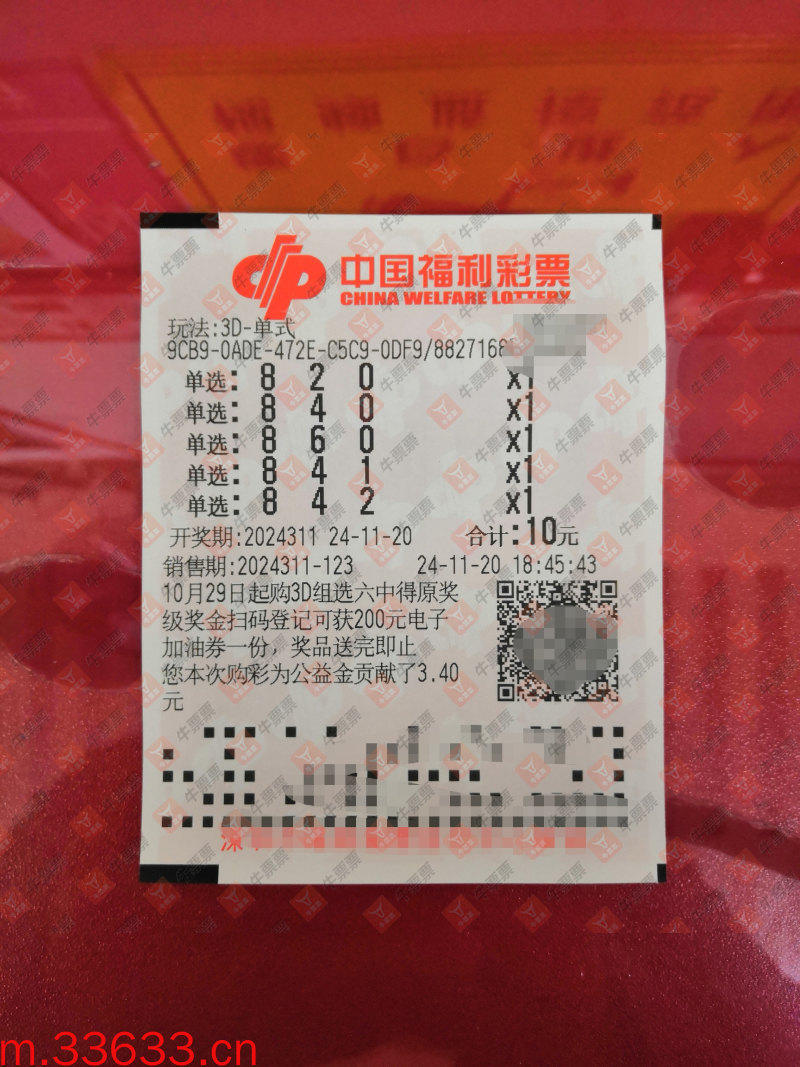 中国福利彩票
CHINA WELFARE LOTTERY
玩法:3D-单式
9CB9-0ADE-472E-C5C9-0DF9/8827168
单选: 8 2 0 x1
单选: 8 4 0 x1
单选: 8 6 0 x1
单选: 8 4 1 x1
单选: 8 4 2 x1
开奖期:2024311 24-11-20 合计:10元
销售期:2024311-123 24-11-20 18:45:43
10月29日起购3D组选六中得原奖
级奖金扫码登记可获200元电子
加油券一份，奖品送完即止
您本次购彩为公益金贡献了3.40
元
牛票票
m.33633.cn